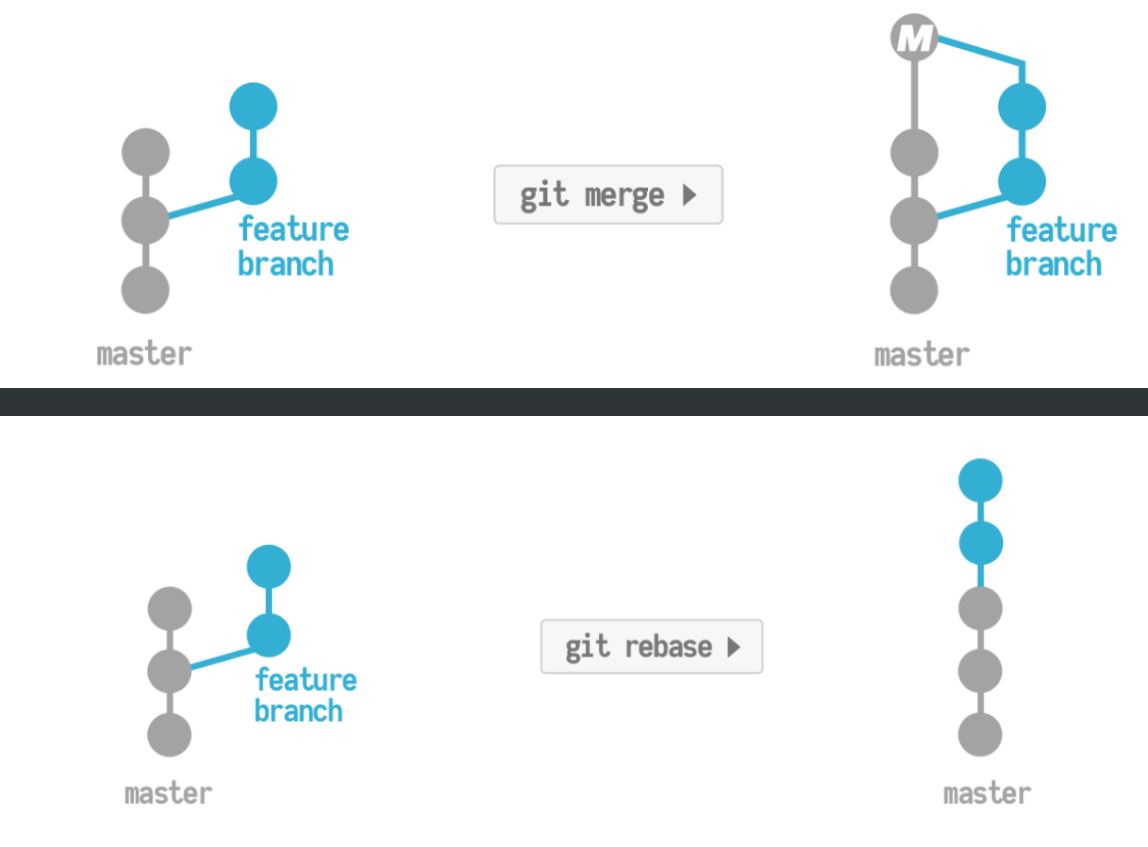 M
feature
branch
master
git merge
feature
branch
master
feature
branch
master
git rebase
master